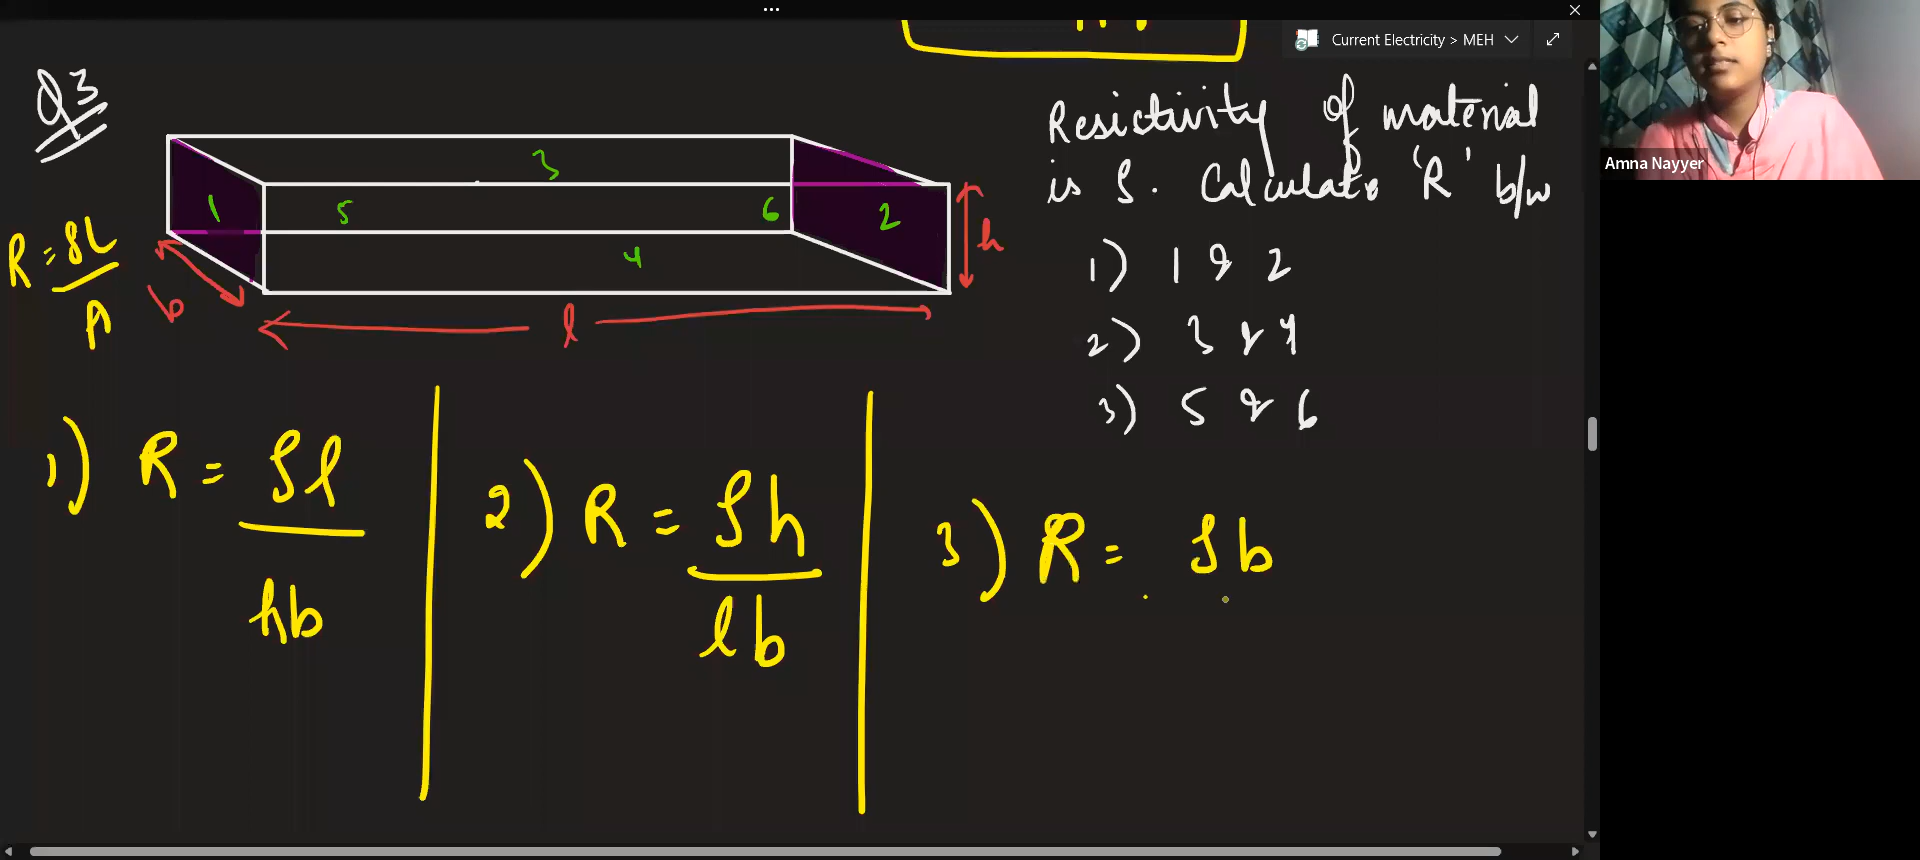 Current Electricity > MEH
Amna Nayyer
Q3
Resistivity of material
is ρ. Calculate 'R' b/w
1) 1 & 2
2) 3 & 4
3) 5 & 6
3
1
5
6
2
4
h
b
l
R = ρL
A
1) R = ρl
hb
2) R = ρh
lb
3) R = ρb